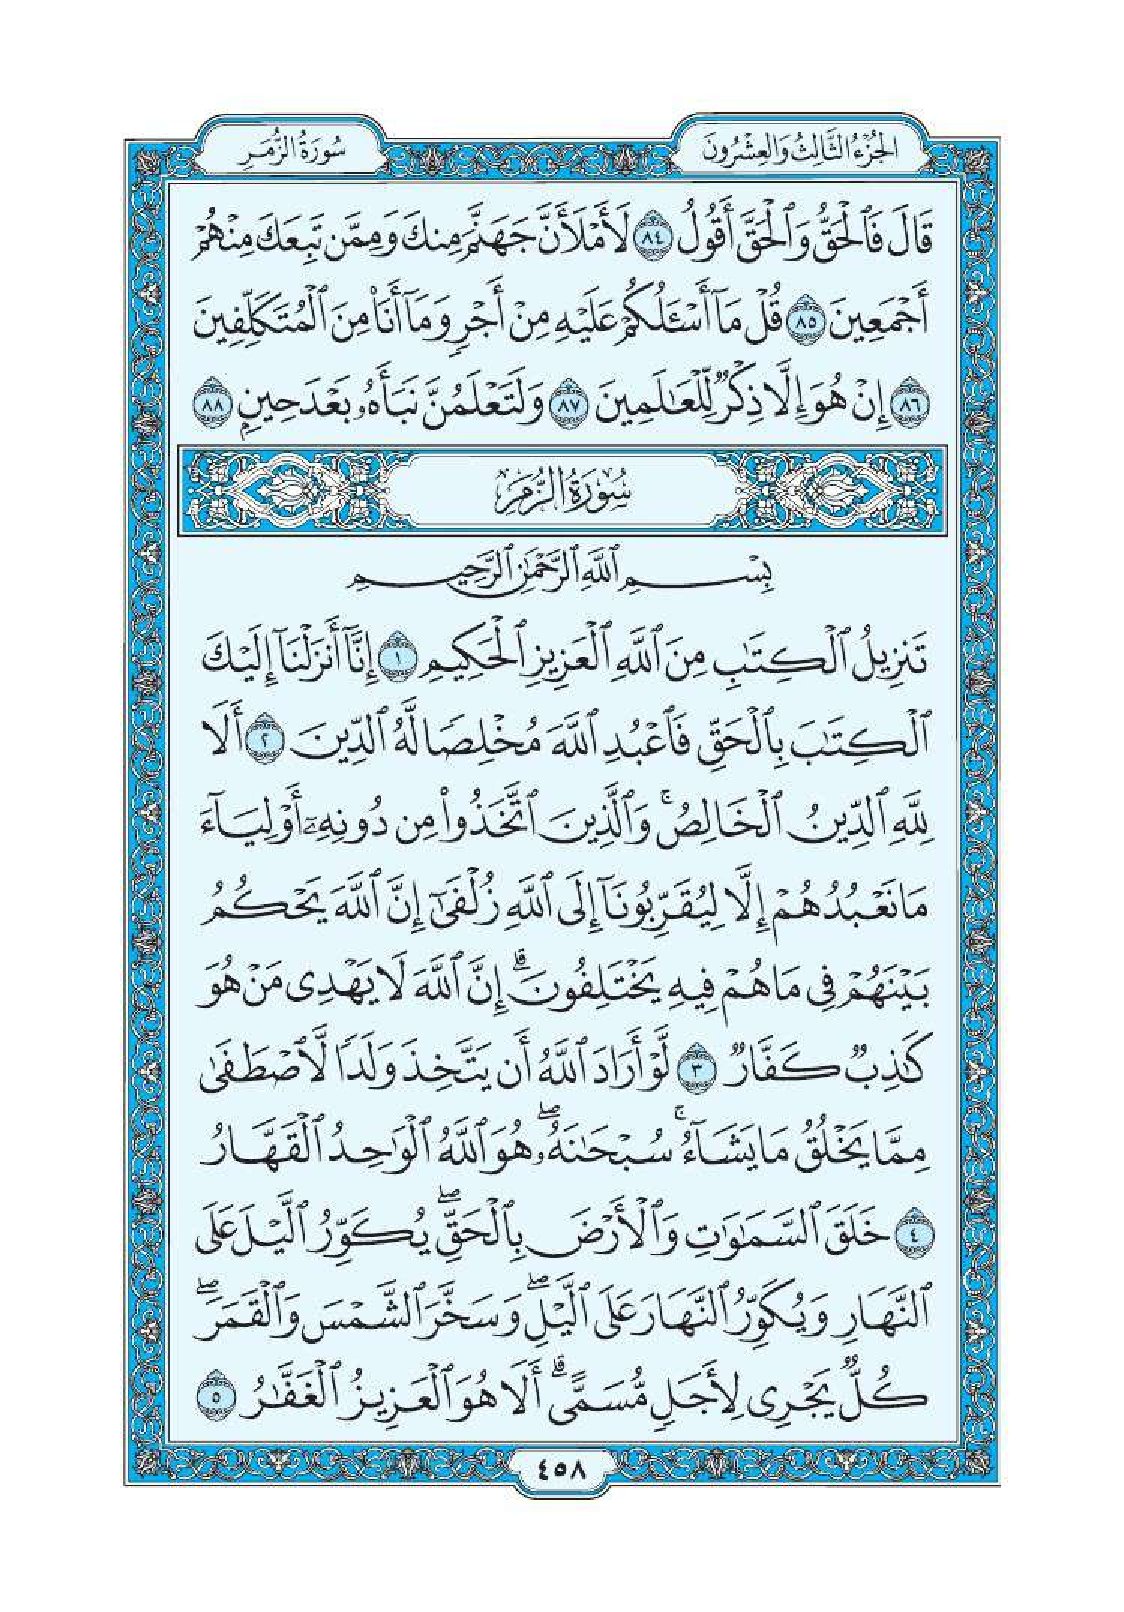 الجُزْءُ الثَّالِثُ وَالعِشْرُونَ
سُورَةُ الزُّمَرِ
قَالَ فَٱلْحَقُّ وَٱلْحَقَّ أَقُولُ ٨٤ لَأَمْلَأَنَّ جَهَنَّمَ مِنكَ وَمِمَّن تَبِعَكَ مِنْهُمْ
أَجْمَعِينَ ٨٥ قُلْ مَآ أَسْـَٔلُكُمْ عَلَيْهِ مِنْ أَجْرٍ وَمَآ أَنَا۠ مِنَ ٱلْمُتَكَلِّفِينَ
٨٦ إِنْ هُوَ إِلَّا ذِكْرٌ لِّلْعَٰلَمِينَ ٨٧ وَلَتَعْلَمُنَّ نَبَأَهُۥ بَعْدَ حِينٍۭ ٨٨
سُورَةُ الزُّمَرِ
بِسْمِ ٱللَّهِ ٱلرَّحْمَٰنِ ٱلرَّحِيمِ
تَنزِيلُ ٱلْكِتَٰبِ مِنَ ٱللَّهِ ٱلْعَزِيزِ ٱلْحَكِيمِ ١ إِنَّآ أَنزَلْنَآ إِلَيْكَ
ٱلْكِتَٰبَ بِٱلْحَقِّ فَٱعْبُدِ ٱللَّهَ مُخْلِصًا لَّهُ ٱلدِّينَ ٢ أَلَا
لِلَّهِ ٱلدِّينُ ٱلْخَالِصُ ۚ وَٱلَّذِينَ ٱتَّخَذُوا۟ مِن دُونِهِۦٓ أَوْلِيَآءَ
مَا نَعْبُدُهُمْ إِلَّا لِيُقَرِّبُونَآ إِلَى ٱللَّهِ زُلْفَىٰٓ إِنَّ ٱللَّهَ يَحْكُمُ
بَيْنَهُمْ فِى مَا هُمْ فِيهِ يَخْتَلِفُونَ ۗ إِنَّ ٱللَّهَ لَا يَهْدِى مَنْ هُوَ
كَٰذِبٌ كَفَّارٌ ٣ لَّوْ أَرَادَ ٱللَّهُ أَن يَتَّخِذَ وَلَدًا لَّٱصْطَفَىٰ
مِمَّا يَخْلُقُ مَا يَشَآءُ ۚ سُبْحَٰنَهُۥ ۖ هُوَ ٱللَّهُ ٱلْوَٰحِدُ ٱلْقَهَّارُ
٤ خَلَقَ ٱلسَّمَٰوَٰتِ وَٱلْأَرْضَ بِٱلْحَقِّ ۖ يُكَوِّرُ ٱلَّيْلَ عَلَى
ٱلنَّهَارِ وَيُكَوِّرُ ٱلنَّهَارَ عَلَى ٱلَّيْلِ ۖ وَسَخَّرَ ٱلشَّمْسَ وَٱلْقَمَرَ ۖ
كُلٌّ يَجْرِى لِأَجَلٍ مُّسَمًّى ۗ أَلَا هُوَ ٱلْعَزِيزُ ٱلْغَفَّٰرُ ٥
٤٥٨